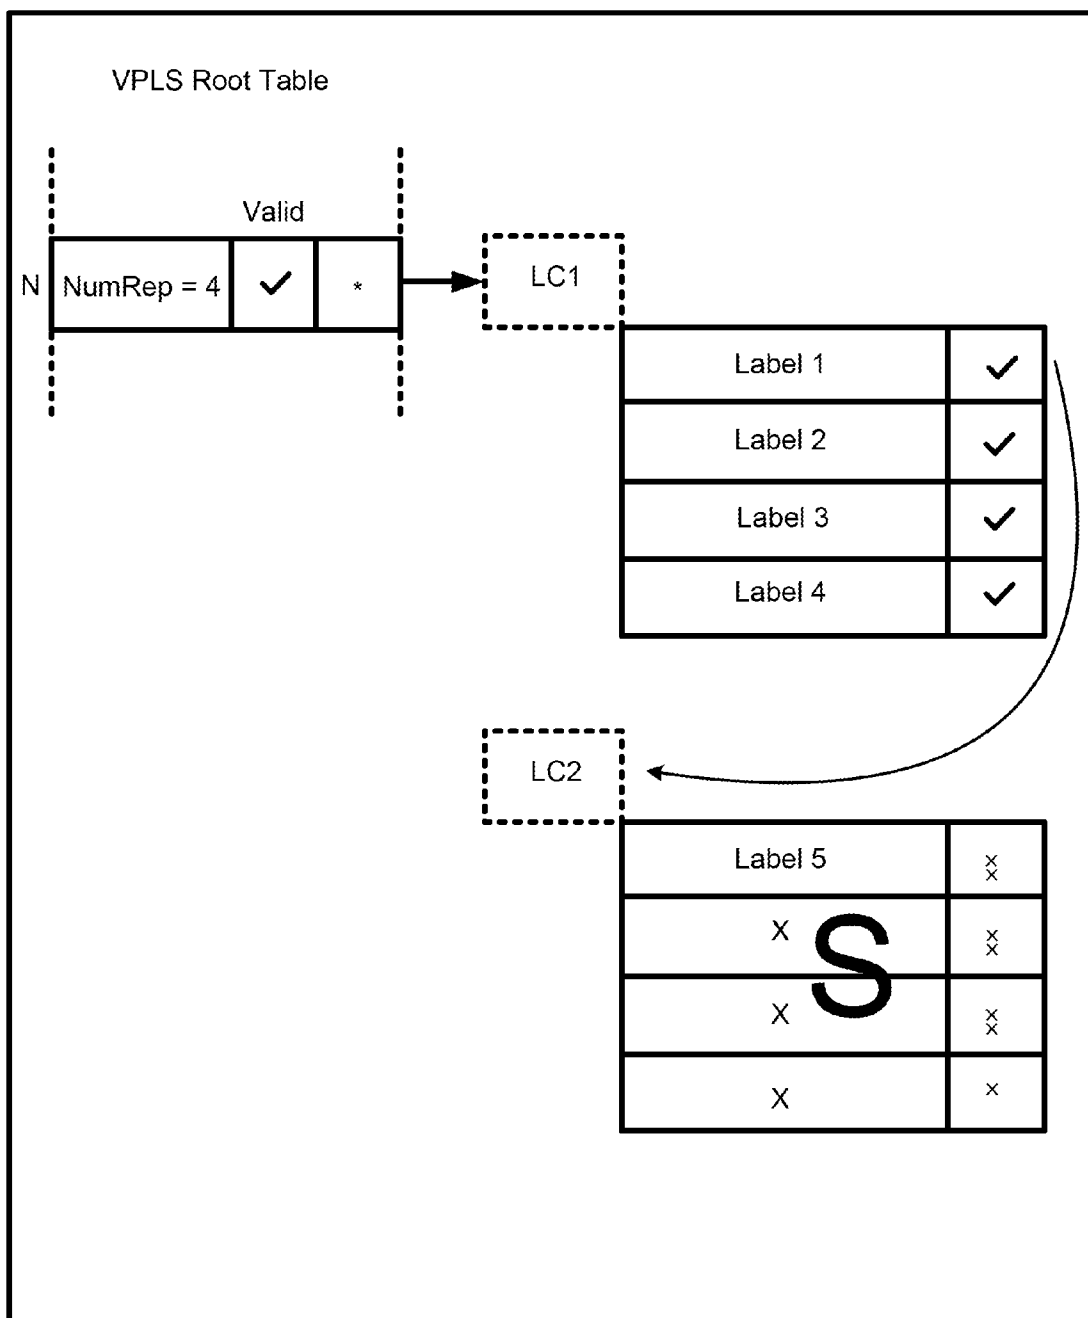 VPLS Root Table
Valid
N NumRep = 4 ✓ *
LC1
Label 1 ✓
Label 2 ✓
Label 3 ✓
Label 4 ✓
LC2
Label 5 x x
X x x
S
X x x
X x